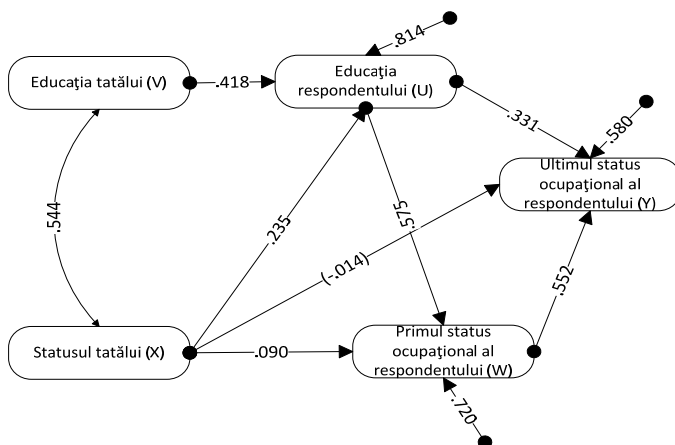 .814
Educaţia tatălui (V)
.418
Educaţia
respondentului (U)
.331
.580
Ultimul status
ocupaţional al
respondentului (Y)
.544
.235
.575
(-.014)
.552
Statusul tatălui (X)
.090
Primul status
ocupaţional al
respondentului (W)
.720